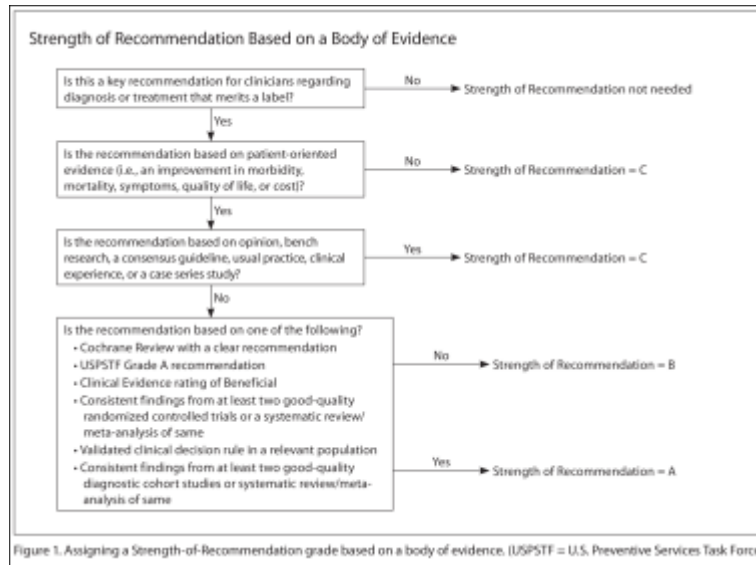 Strength of Recommendation Based on a Body of Evidence
Is this a key recommendation for clinicians regarding
diagnosis or treatment that merits a label?
No
Strength of Recommendation not needed
Yes
Is the recommendation based on patient-oriented
evidence (i.e., an improvement in morbidity,
mortality, symptoms, quality of life, or cost)?
No
Strength of Recommendation = C
Yes
Is the recommendation based on opinion, bench
research, a consensus guideline, usual practice, clinical
experience, or a case series study?
Yes
Strength of Recommendation = C
No
Is the recommendation based on one of the following?
• Cochrane Review with a clear recommendation
• USPSTF Grade A recommendation
• Clinical Evidence rating of Beneficial
• Consistent findings from at least two good-quality
randomized controlled trials or a systematic review/
meta-analysis of same
• Validated clinical decision rule in a relevant population
• Consistent findings from at least two good-quality
diagnostic cohort studies or systematic review/meta-
analysis of same
No
Strength of Recommendation = B
Yes
Strength of Recommendation = A
Figure 1. Assigning a Strength-of-Recommendation grade based on a body of evidence. (USPSTF = U.S. Preventive Services Task Force